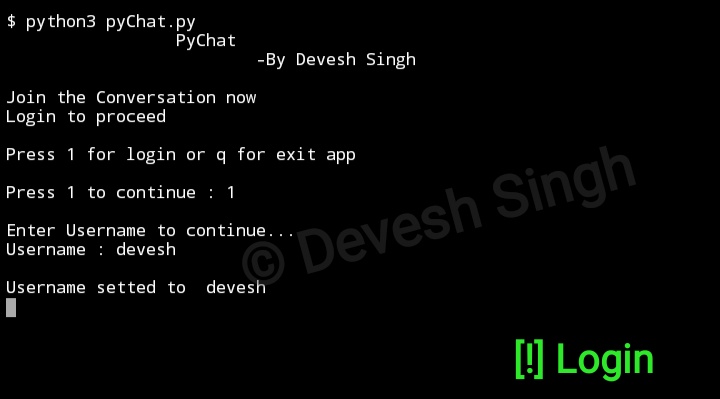 $ python3 pyChat.py
PyChat
-By Devesh Singh
Join the Conversation now
Login to proceed
Press 1 for login or q for exit app
Press 1 to continue : 1
Enter Username to continue...
Username : devesh
Username setted to  devesh
© Devesh Singh
[!] Login